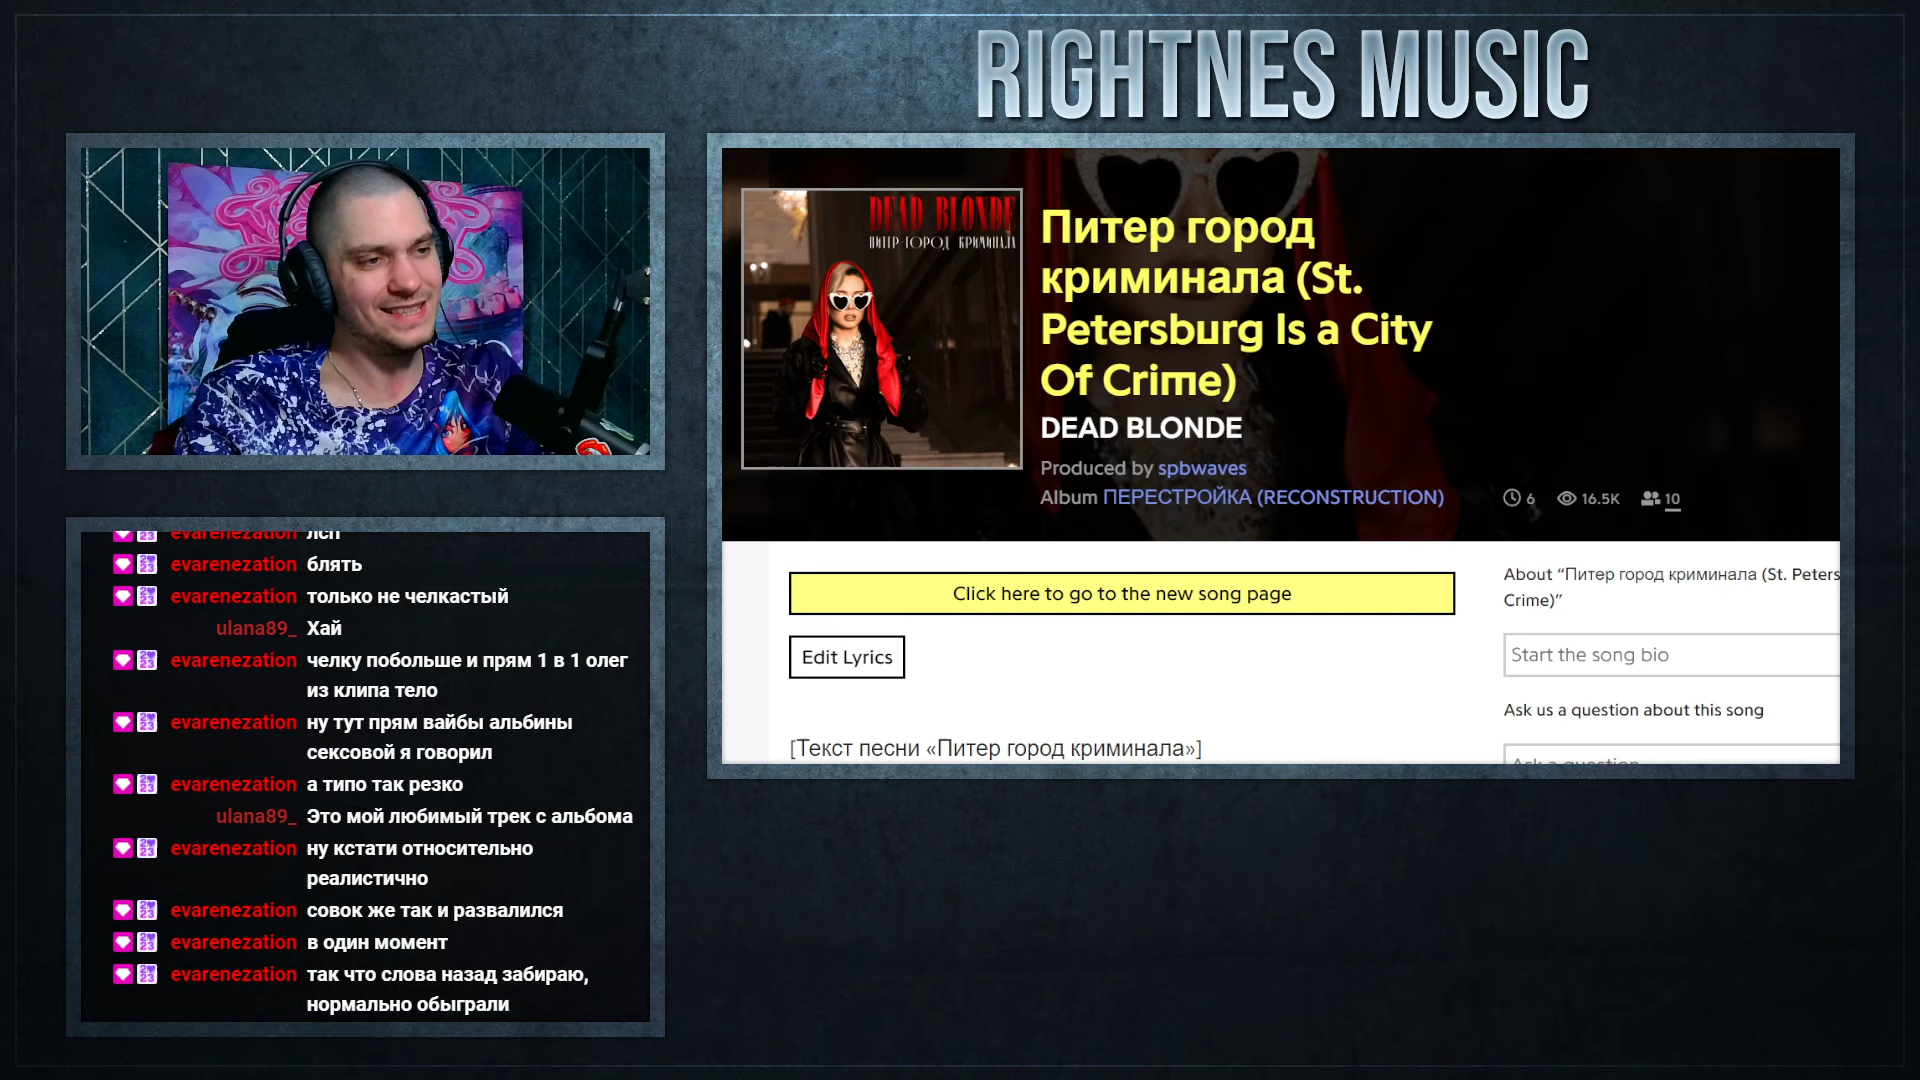 RIGHTNES MUSIC
DEAD BLONDE
ПИТЕР ГОРОД КРИМИНАЛА
Питер город
криминала (St.
Petersburg Is a City
Of Crime)
DEAD BLONDE
Produced by spbwaves
Album ПЕРЕСТРОЙКА (RECONSTRUCTION)
6 16.5K 10
Click here to go to the new song page
Edit Lyrics
[Текст песни «Питер город криминала»]
About “Питер город криминала (St. Peters
Crime)”
Start the song bio
Ask us a question about this song
Ask a question
evarenezation лсп
evarenezation блять
evarenezation только не челкастый
ulana89_ Хай
evarenezation челку побольше и прям 1 в 1 олег
из клипа тело
evarenezation ну тут прям вайбы альбины
сексовой я говорил
evarenezation а типо так резко
ulana89_ Это мой любимый трек с альбома
evarenezation ну кстати относительно
реалистично
evarenezation совок же так и развалился
evarenezation в один момент
evarenezation так что слова назад забираю,
нормально обыграли